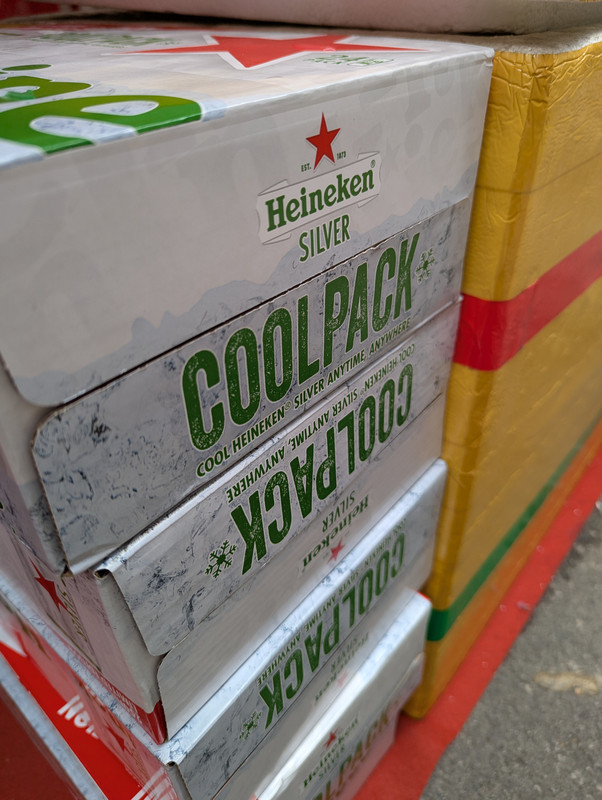 EST. 1873
Heineken®
SILVER
COOLPACK
COOL HEINEKEN® SILVER ANYTIME, ANYWHERE
COOL HEINEKEN® SILVER ANYTIME, ANYWHERE
COOLPACK
Heineken
SILVER
COOLPACK
Heineken
SILVER
COOLPACK